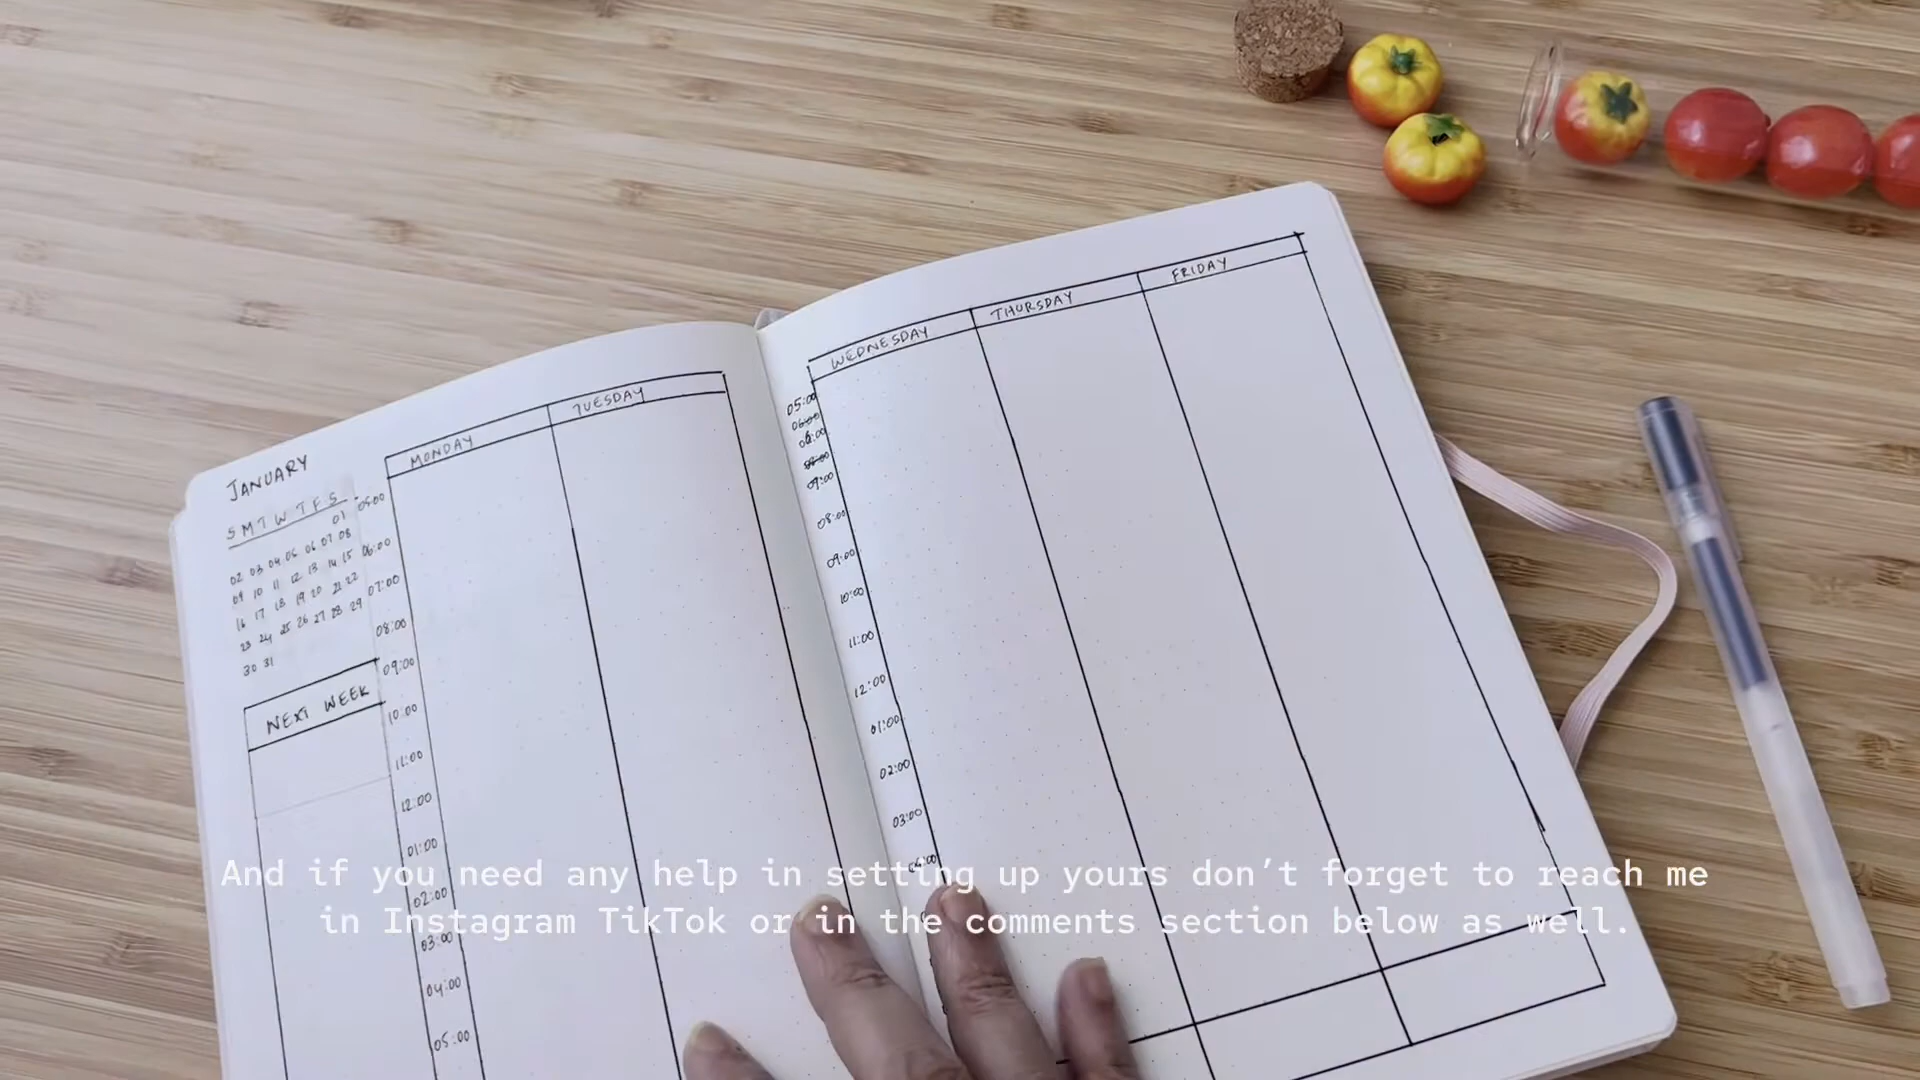 JANUARY
S M T W T F S
01
02 03 04 05 06 07 08
09 10 11 12 13 14 15
16 17 18 19 20 21 22
23 24 25 26 27 28 29
30 31
NEXT WEEK
MONDAY
TUESDAY
05:00
06:00
07:00
08:00
09:00
10:00
11:00
12:00
01:00
02:00
03:00
04:00
05:00
WEDNESDAY
THURSDAY
FRIDAY
05:00
09:00
08:00
09:00
10:00
11:00
12:00
01:00
02:00
03:00
04:00
And if you need any help in setting up yours don’t forget to reach me
in Instagram TikTok or in the comments section below as well.